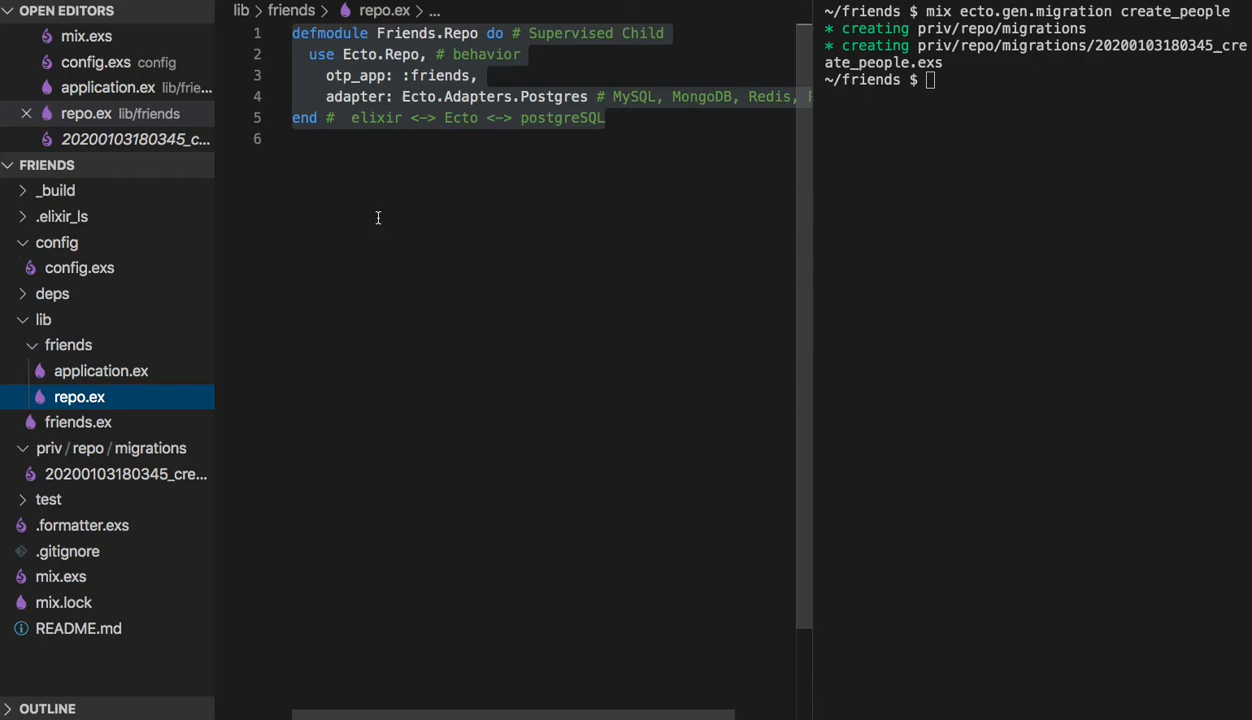 OPEN EDITORS
mix.exs
config.exs config
application.ex lib/frie...
repo.ex lib/friends
20200103180345_c...
FRIENDS
_build
.elixir_ls
config
config.exs
deps
lib
friends
application.ex
repo.ex
friends.ex
priv / repo / migrations
20200103180345_cre...
test
.formatter.exs
.gitignore
mix.exs
mix.lock
README.md
OUTLINE
lib > friends > repo.ex > ...
1 defmodule Friends.Repo do # Supervised Child
2 use Ecto.Repo, # behavior
3 otp_app: :friends,
4 adapter: Ecto.Adapters.Postgres # MySQL, MongoDB, Redis,
5 end # elixir <-> Ecto <-> postgreSQL
6
~/friends $ mix ecto.gen.migration create_people
* creating priv/repo/migrations
* creating priv/repo/migrations/20200103180345_cre
ate_people.exs
~/friends $